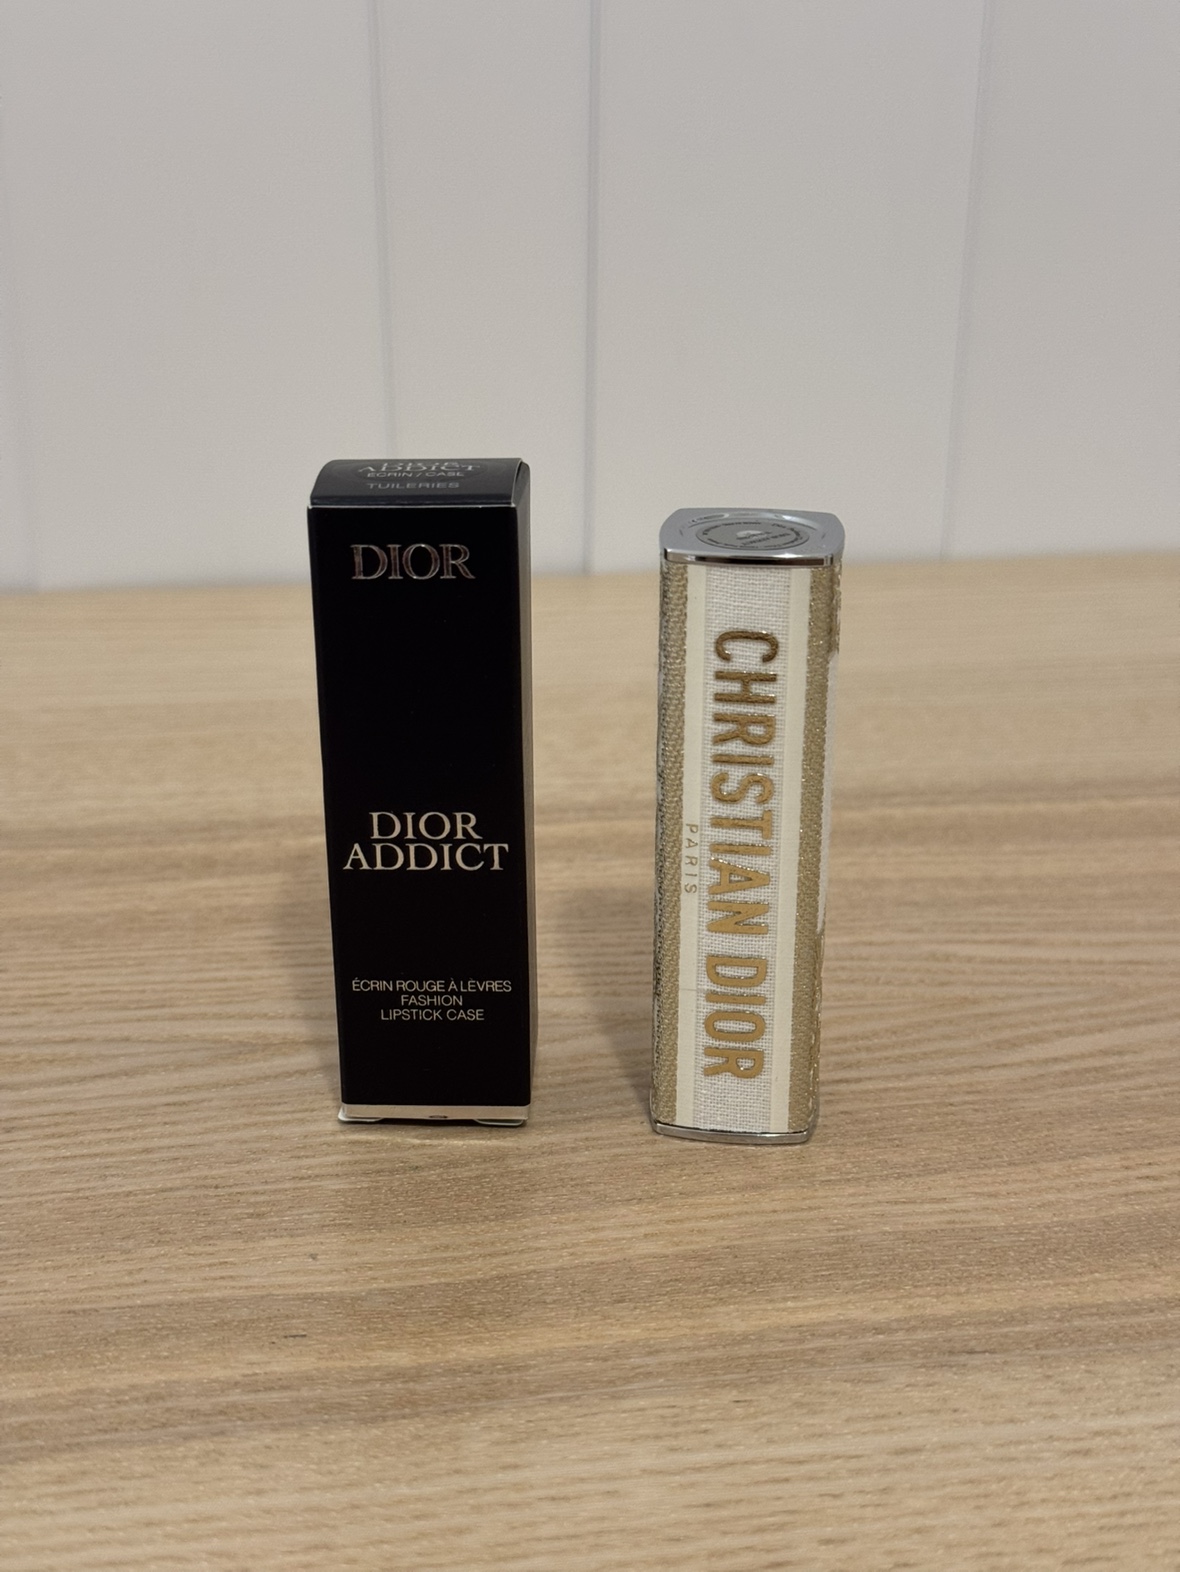 DIOR
ADDICT
ÉCRIN / CASE
TUILERIES
DIOR
DIOR
ADDICT
ÉCRIN ROUGE À LÈVRES
FASHION
LIPSTICK CASE
CHRISTIAN DIOR
PARIS